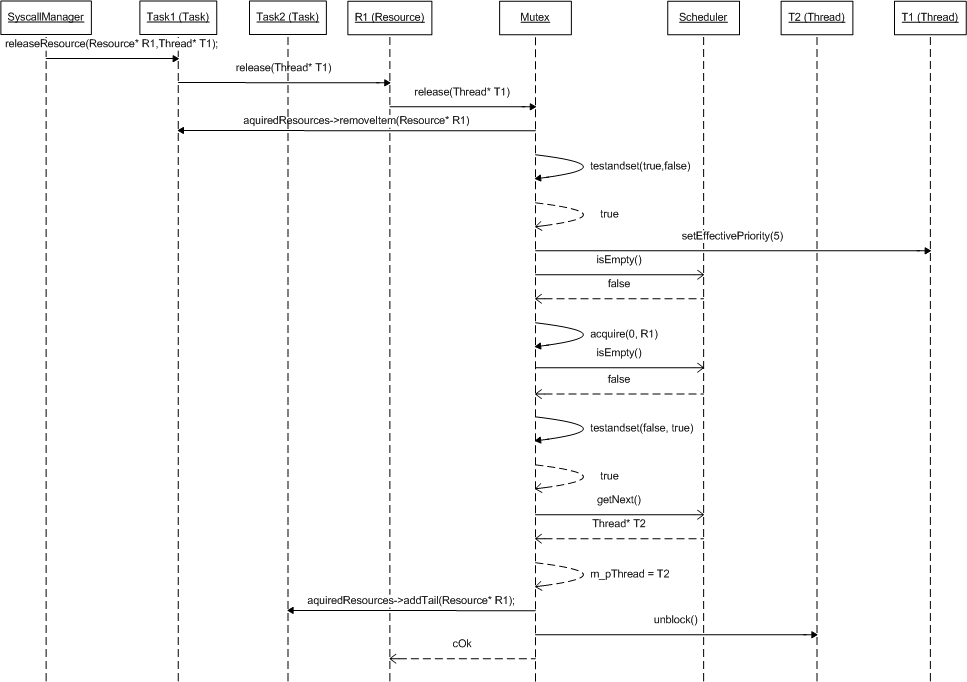 SyscallManager
Task1 (Task)
Task2 (Task)
R1 (Resource)
Mutex
Scheduler
T2 (Thread)
T1 (Thread)
releaseResource(Resource* R1,Thread* T1);
release(Thread* T1)
release(Thread* T1)
aquiredResources->removeItem(Resource* R1)
testandset(true,false)
true
setEffectivePriority(5)
isEmpty()
false
acquire(0, R1)
isEmpty()
false
testandset(false, true)
true
getNext()
Thread* T2
m_pThread = T2
aquiredResources->addTail(Resource* R1);
unblock()
cOk